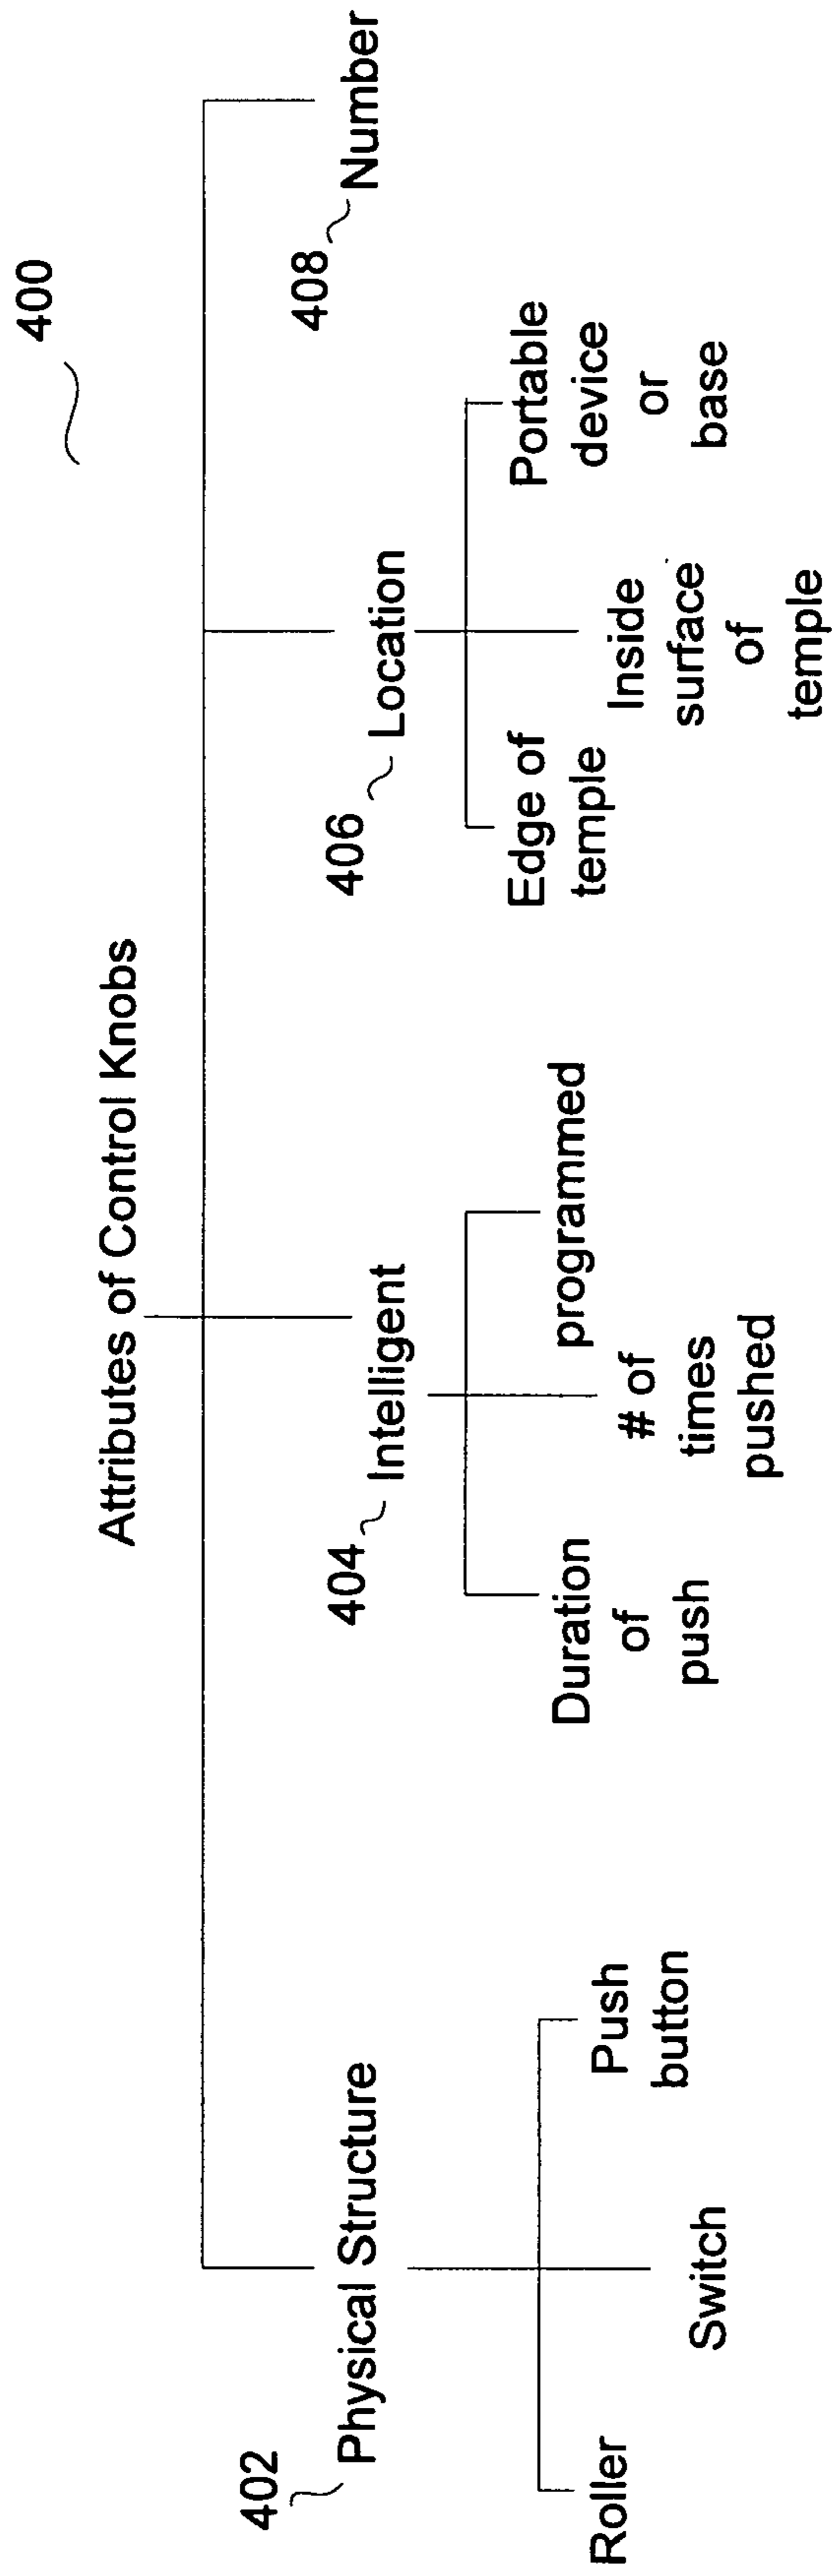 400
Attributes of Control Knobs
402
Physical Structure
Roller
Switch
Push
button
404
Intelligent
Duration
of
push
# of
times
pushed
programmed
406
Location
Edge of
temple
Inside
surface
of
temple
Portable
device
or
base
408
Number